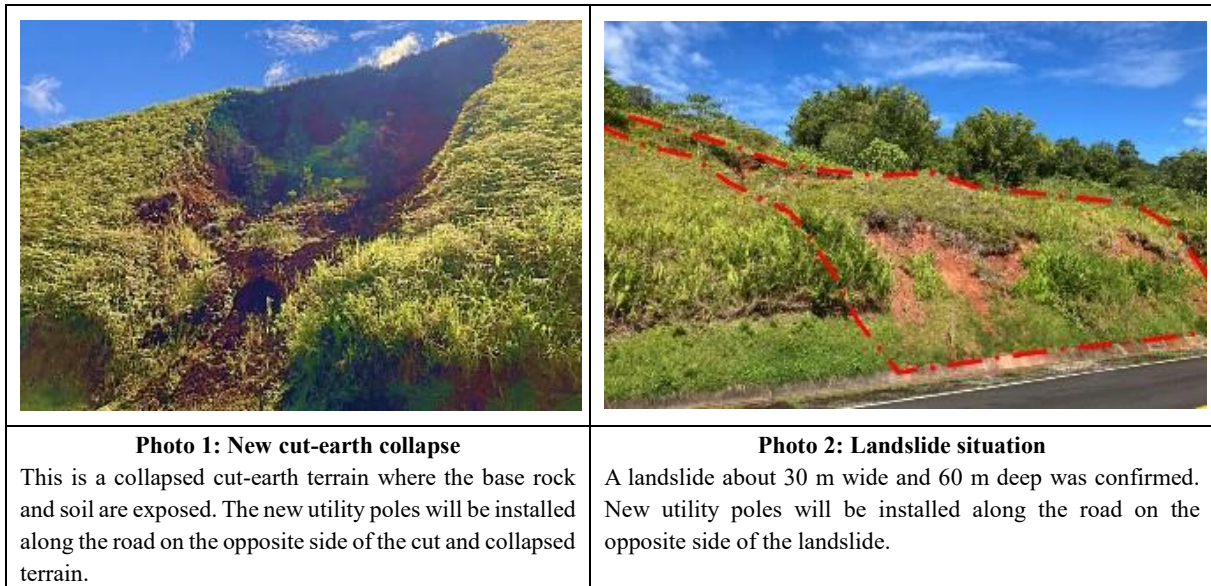 Photo 1: New cut-earth collapse
This is a collapsed cut-earth terrain where the base rock
and soil are exposed. The new utility poles will be installed
along the road on the opposite side of the cut and collapsed
terrain.
Photo 2: Landslide situation
A landslide about 30 m wide and 60 m deep was confirmed.
New utility poles will be installed along the road on the
opposite side of the landslide.